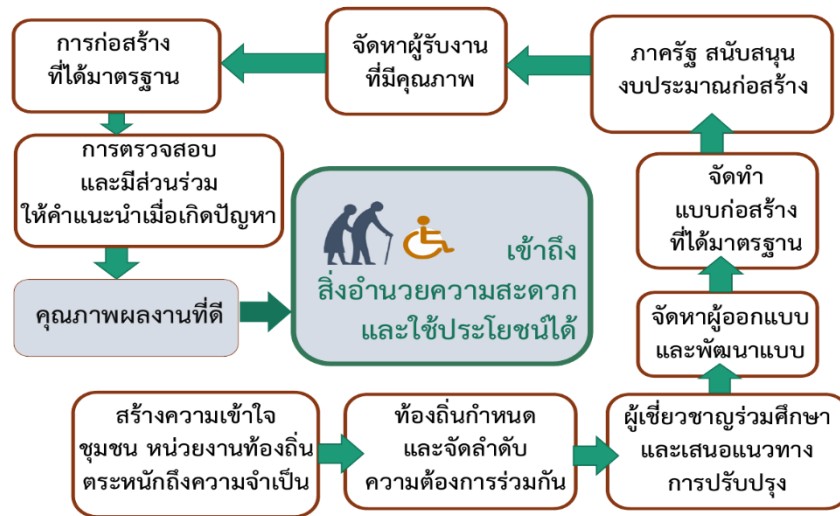 การก่อสร้าง
ที่ได้มาตรฐาน
จัดหาผู้รับงาน
ที่มีคุณภาพ
ภาครัฐ สนับสนุน
งบประมาณก่อสร้าง
การตรวจสอบ
และมีส่วนร่วม
ให้คำแนะนำเมื่อเกิดปัญหา
จัดทำ
แบบก่อสร้าง
ที่ได้มาตรฐาน
เข้าถึง
สิ่งอำนวยความสะดวก
และใช้ประโยชน์ได้
คุณภาพผลงานที่ดี
จัดหาผู้ออกแบบ
และพัฒนาแบบ
สร้างความเข้าใจ
ชุมชน หน่วยงานท้องถิ่น
ตระหนักถึงความจำเป็น
ท้องถิ่นกำหนด
และจัดลำดับ
ความต้องการร่วมกัน
ผู้เชี่ยวชาญร่วมศึกษา
และเสนอแนวทาง
การปรับปรุง